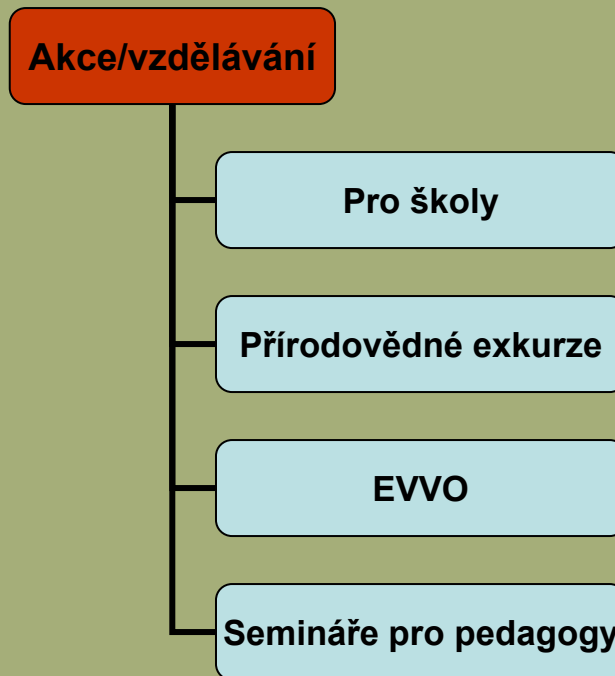 Akce/vzdělávání
Pro školy
Přírodovědné exkurze
EVVO
Semináře pro pedagogy